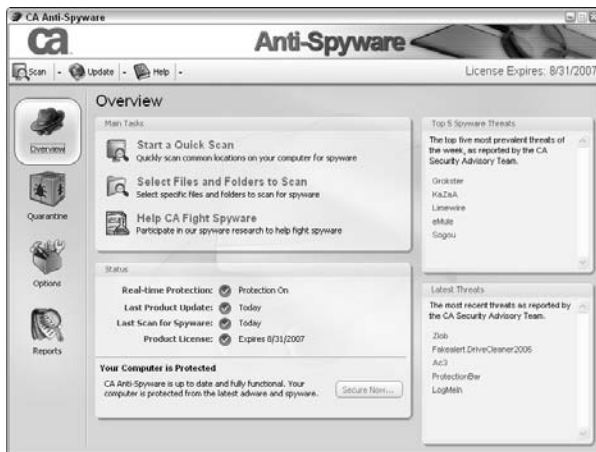 CA Anti-Spyware
ca
Anti-Spyware
Scan
Update
Help
License Expires: 8/31/2007
Overview
Quarantine
Options
Reports
Overview
Main Tasks
Start a Quick Scan
Quickly scan common locations on your computer for spyware
Select Files and Folders to Scan
Select specific files and folders to scan for spyware
Help CA Fight Spyware
Participate in our spyware research to help fight spyware
Status
Real-time Protection: Protection On
Last Product Update: Today
Last Scan for Spyware: Today
Product License: Expires 8/31/2007
Your Computer is Protected
CA Anti-Spyware is up to date and fully functional. Your
computer is protected from the latest adware and spyware.
Secure Now...
Top 5 Spyware Threats
The top five most prevalent threats of
the week, as reported by the CA
Security Advisory Team.
Grokster
KaZaA
Limewire
eMule
Sogou
Latest Threats
The most recent threats as reported by
the CA Security Advisory Team.
Zlob
Fakealert.DriveCleaner2006
Ac3
ProtectionBar
LogMeIn